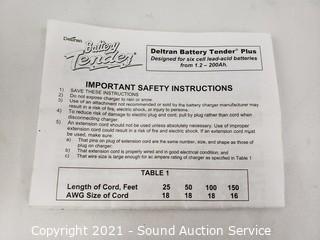 Deltran
Battery
Tender
Deltran Battery Tender® Plus
Designed for six cell lead-acid batteries
from 1.2 – 200Ah.
IMPORTANT SAFETY INSTRUCTIONS
1) SAVE THESE INSTRUCTIONS
2) Do not expose charger to rain or snow.
3) Use of an attachment not recommended or sold by the battery charger manufacturer may
result in a risk of fire, electric shock, or injury to persons.
4) To reduce risk of damage to electric plug and cord, pull by plug rather than cord when
disconnecting charger.
5) An extension cord should not be used unless absolutely necessary. Use of improper
extension cord could result in a risk of fire and electric shock. If an extension cord must
be used, make sure:
a) That pins on plug of extension cord are the same number, size, and shape as those of
plug on charger.
b) That extension cord is properly wired and in good electrical condition, and
c) That wire size is large enough for ac ampere rating of charger as specified in Table 1
TABLE 1
Length of Cord, Feet 25 50 100 150
AWG Size of Cord 18 18 18 16
Copyright - 2021 - Auction Ohio